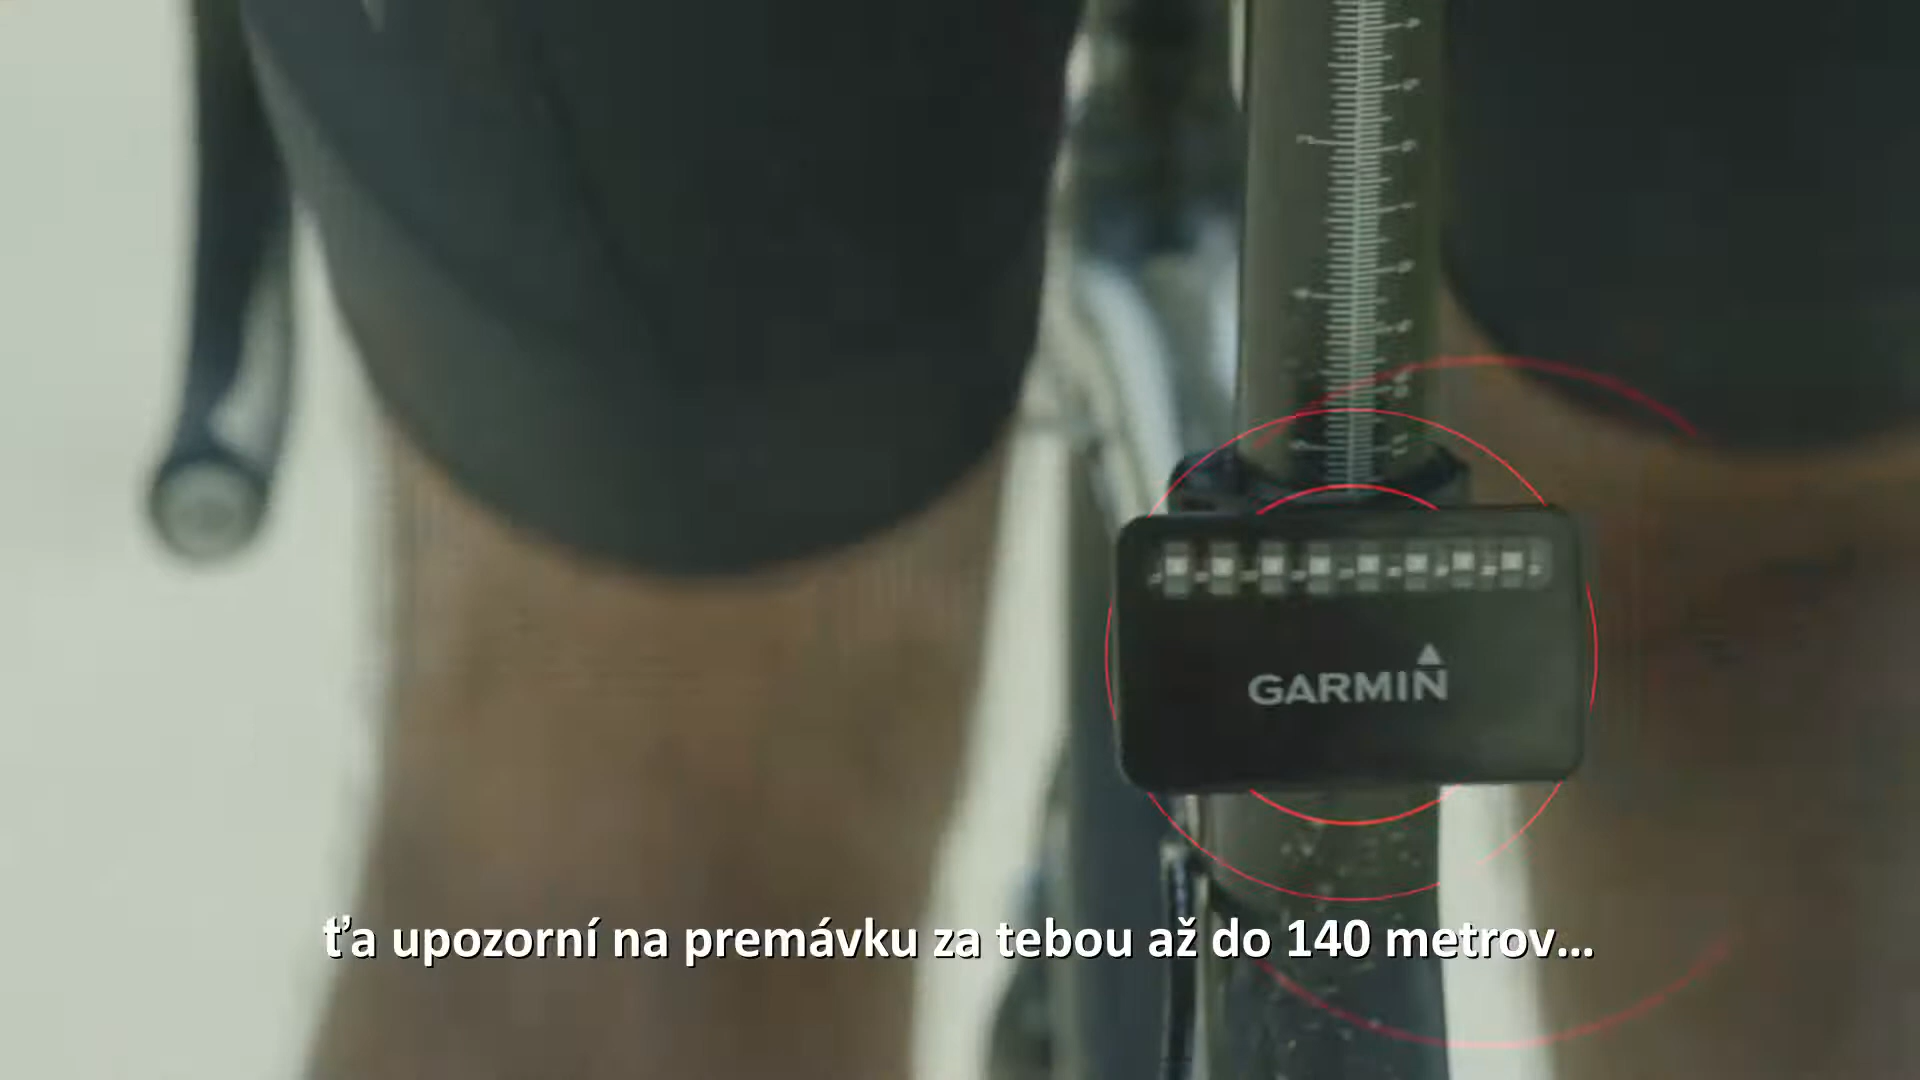 GARMIN
ťa upozorní na premávku za tebou až do 140 metrov...